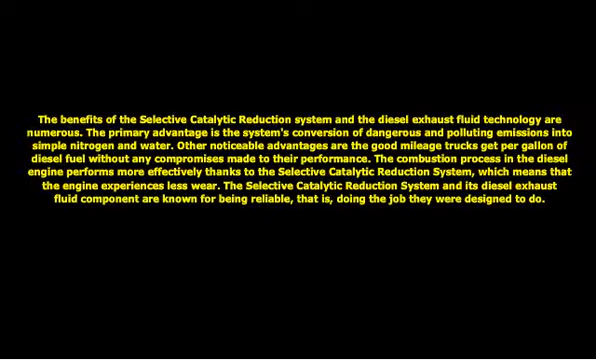 The benefits of the Selective Catalytic Reduction system and the diesel exhaust fluid technology are
numerous. The primary advantage is the system's conversion of dangerous and polluting emissions into
simple nitrogen and water. Other noticeable advantages are the good mileage trucks get per gallon of
diesel fuel without any compromises made to their performance. The combustion process in the diesel
engine performs more effectively thanks to the Selective Catalytic Reduction System, which means that
the engine experiences less wear. The Selective Catalytic Reduction System and its diesel exhaust
fluid component are known for being reliable, that is, doing the job they were designed to do.